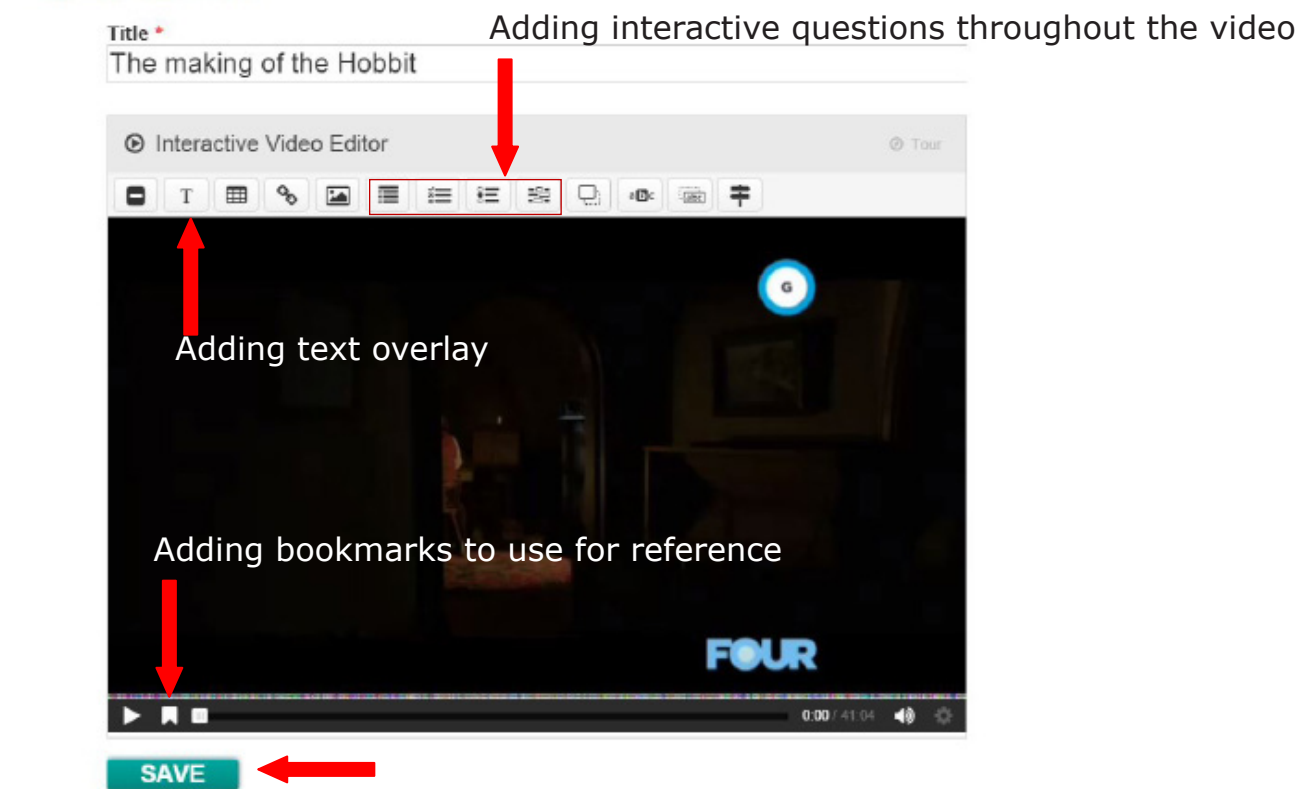 Adding interactive questions throughout the video
Title *
The making of the Hobbit
Interactive Video Editor
Tour
T
G
Adding text overlay
Adding bookmarks to use for reference
FOUR
0:00 / 41:04
SAVE